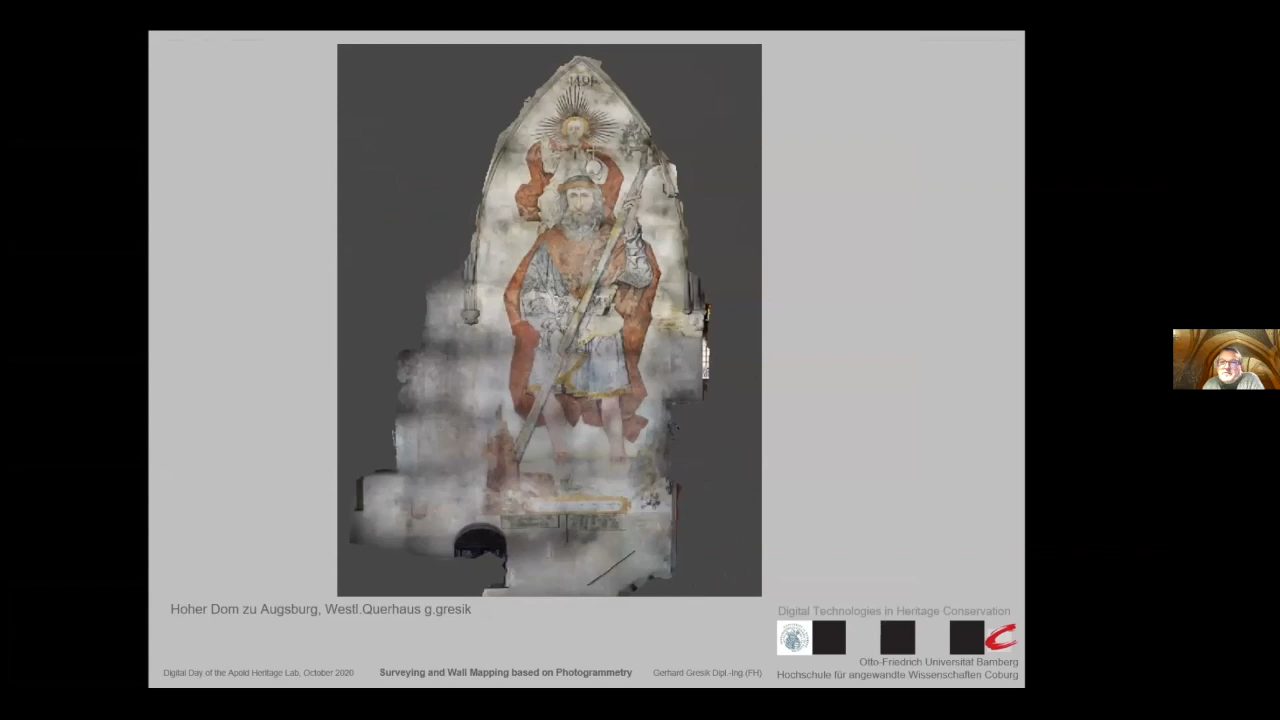 Hoher Dom zu Augsburg, Westl.Querhaus g.gresik
Digital Technologies in Heritage Conservation
Otto-Friedrich Universität Bamberg
Hochschule für angewandte Wissenschaften Coburg
Digital Day of the Apold Heritage Lab, October 2020
Surveying and Wall Mapping based on Photogrammetry
Gerhard Gresik Dipl.-Ing (FH)